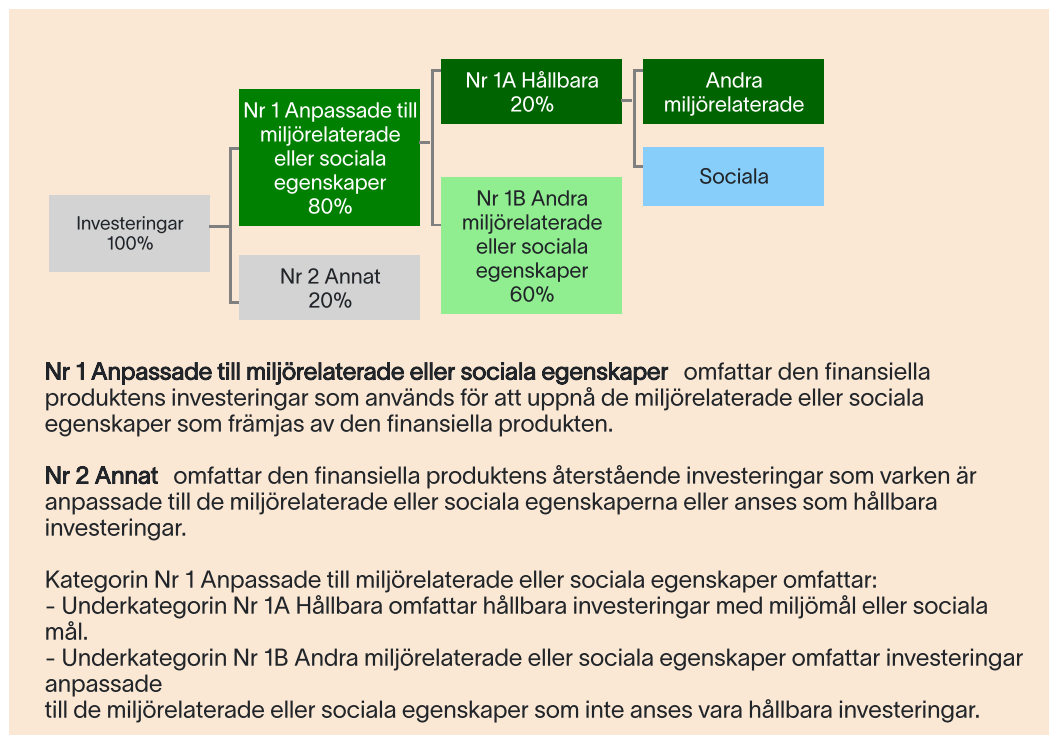 Investeringar
100%
Nr 1 Anpassade till
miljörelaterade
eller sociala
egenskaper
80%
Nr 2 Annat
20%
Nr 1A Hållbara
20%
Nr 1B Andra
miljörelaterade
eller sociala
egenskaper
60%
Andra
miljörelaterade
Sociala
Nr 1 Anpassade till miljörelaterade eller sociala egenskaper omfattar den finansiella
produktens investeringar som används för att uppnå de miljörelaterade eller sociala
egenskaper som främjas av den finansiella produkten.
Nr 2 Annat omfattar den finansiella produktens återstående investeringar som varken är
anpassade till de miljörelaterade eller sociala egenskaperna eller anses som hållbara
investeringar.
Kategorin Nr 1 Anpassade till miljörelaterade eller sociala egenskaper omfattar:
- Underkategorin Nr 1A Hållbara omfattar hållbara investeringar med miljömål eller sociala
mål.
- Underkategorin Nr 1B Andra miljörelaterade eller sociala egenskaper omfattar investeringar
anpassade
till de miljörelaterade eller sociala egenskaper som inte anses vara hållbara investeringar.